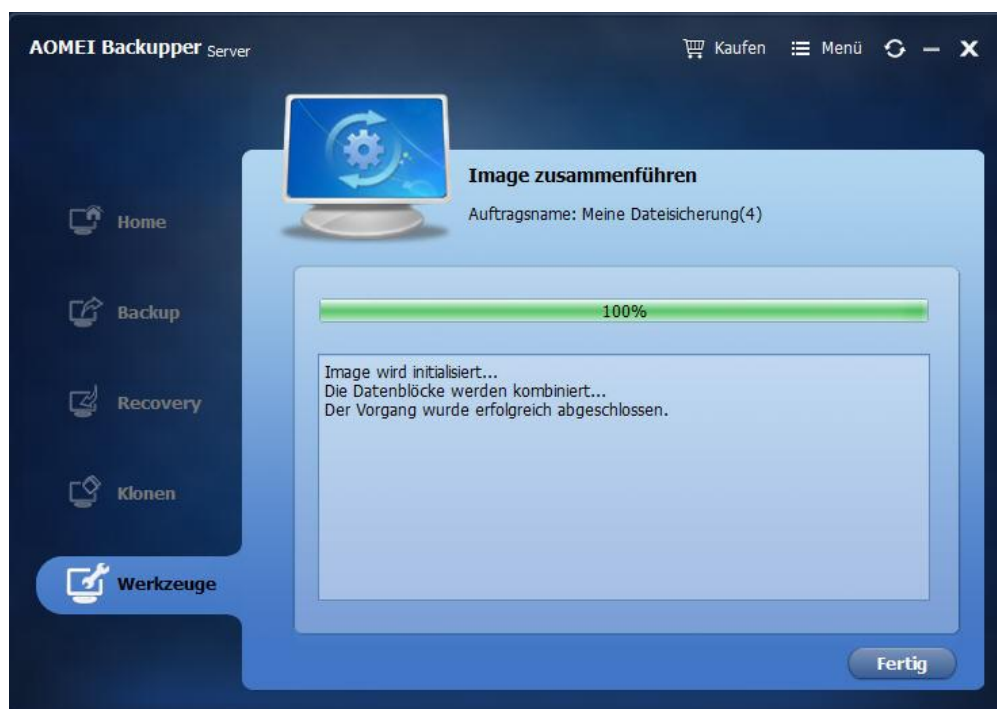 AOMEI Backupper Server
Kaufen
Menü
Image zusammenführen
Auftragsname: Meine Dateisicherung(4)
Home
Backup
Recovery
Klonen
Werkzeuge
100%
Image wird initialisiert...
Die Datenblöcke werden kombiniert...
Der Vorgang wurde erfolgreich abgeschlossen.
Fertig